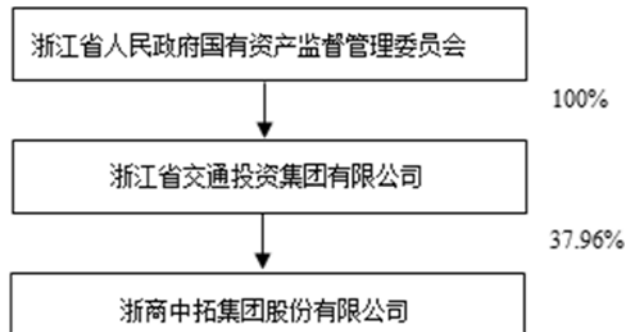 浙江省人民政府国有资产监督管理委员会
100%
浙江省交通投资集团有限公司
37.96%
浙商中拓集团股份有限公司